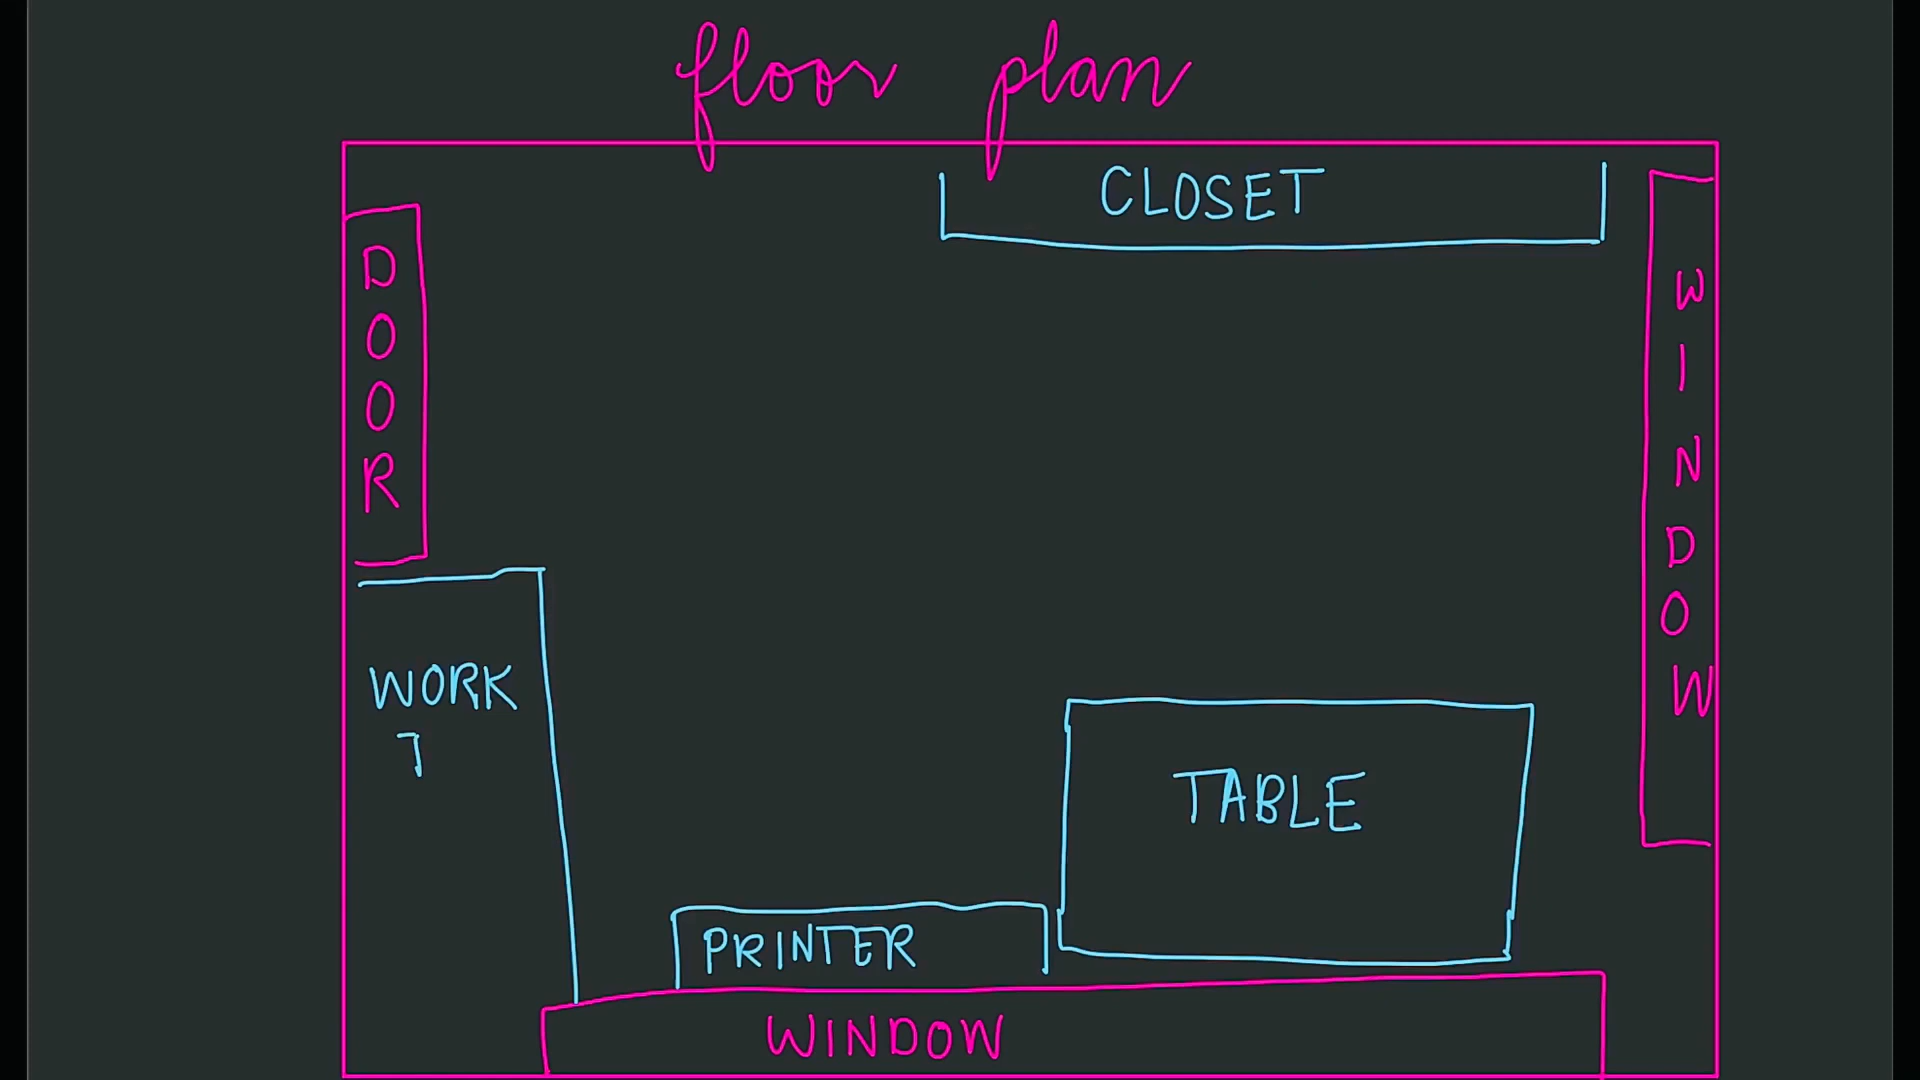 floor plan
CLOSET
DOOR
WINDOW
WORK
T
TABLE
PRINTER
WINDOW